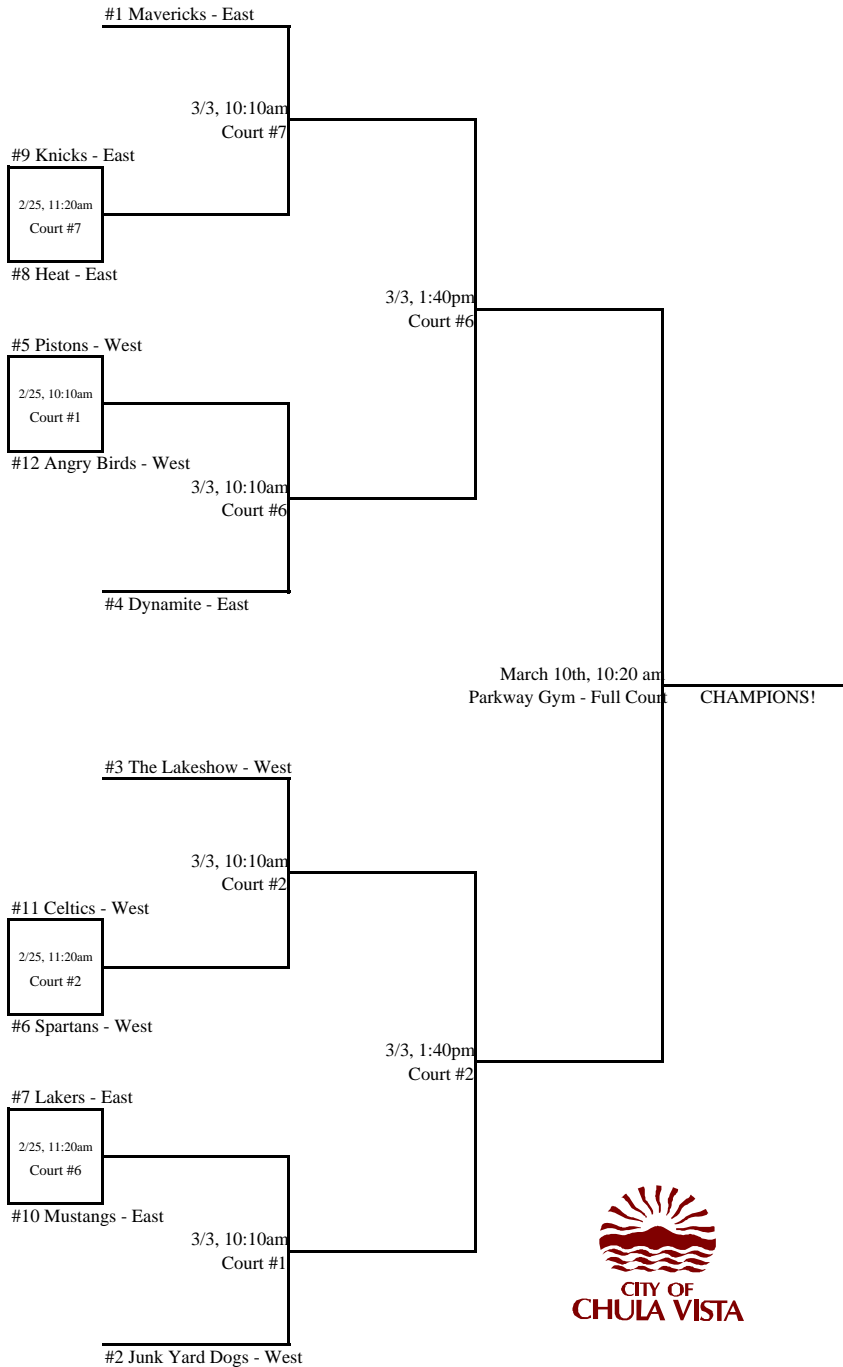 #1 Mavericks - East
3/3, 10:10am
Court #7
#9 Knicks - East
2/25, 11:20am
Court #7
#8 Heat - East
3/3, 1:40pm
Court #6
#5 Pistons - West
2/25, 10:10am
Court #1
#12 Angry Birds - West
3/3, 10:10am
Court #6
#4 Dynamite - East
March 10th, 10:20 am
Parkway Gym - Full Court
CHAMPIONS!
#3 The Lakeshow - West
3/3, 10:10am
Court #2
#11 Celtics - West
2/25, 11:20am
Court #2
#6 Spartans - West
3/3, 1:40pm
Court #2
#7 Lakers - East
2/25, 11:20am
Court #6
#10 Mustangs - East
3/3, 10:10am
Court #1
#2 Junk Yard Dogs - West
CITY OF
CHULA VISTA